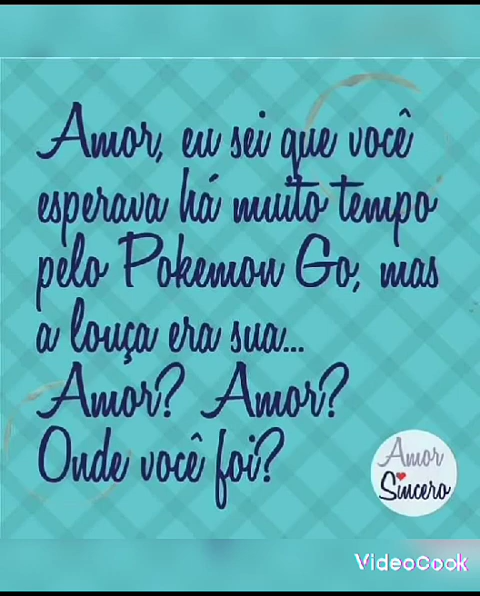 Amor, eu sei que você
esperava há muito tempo
pelo Pokemon Go, mas
a louça era sua...
Amor? Amor?
Onde você foi?
Amor
Sincero
VideoCook